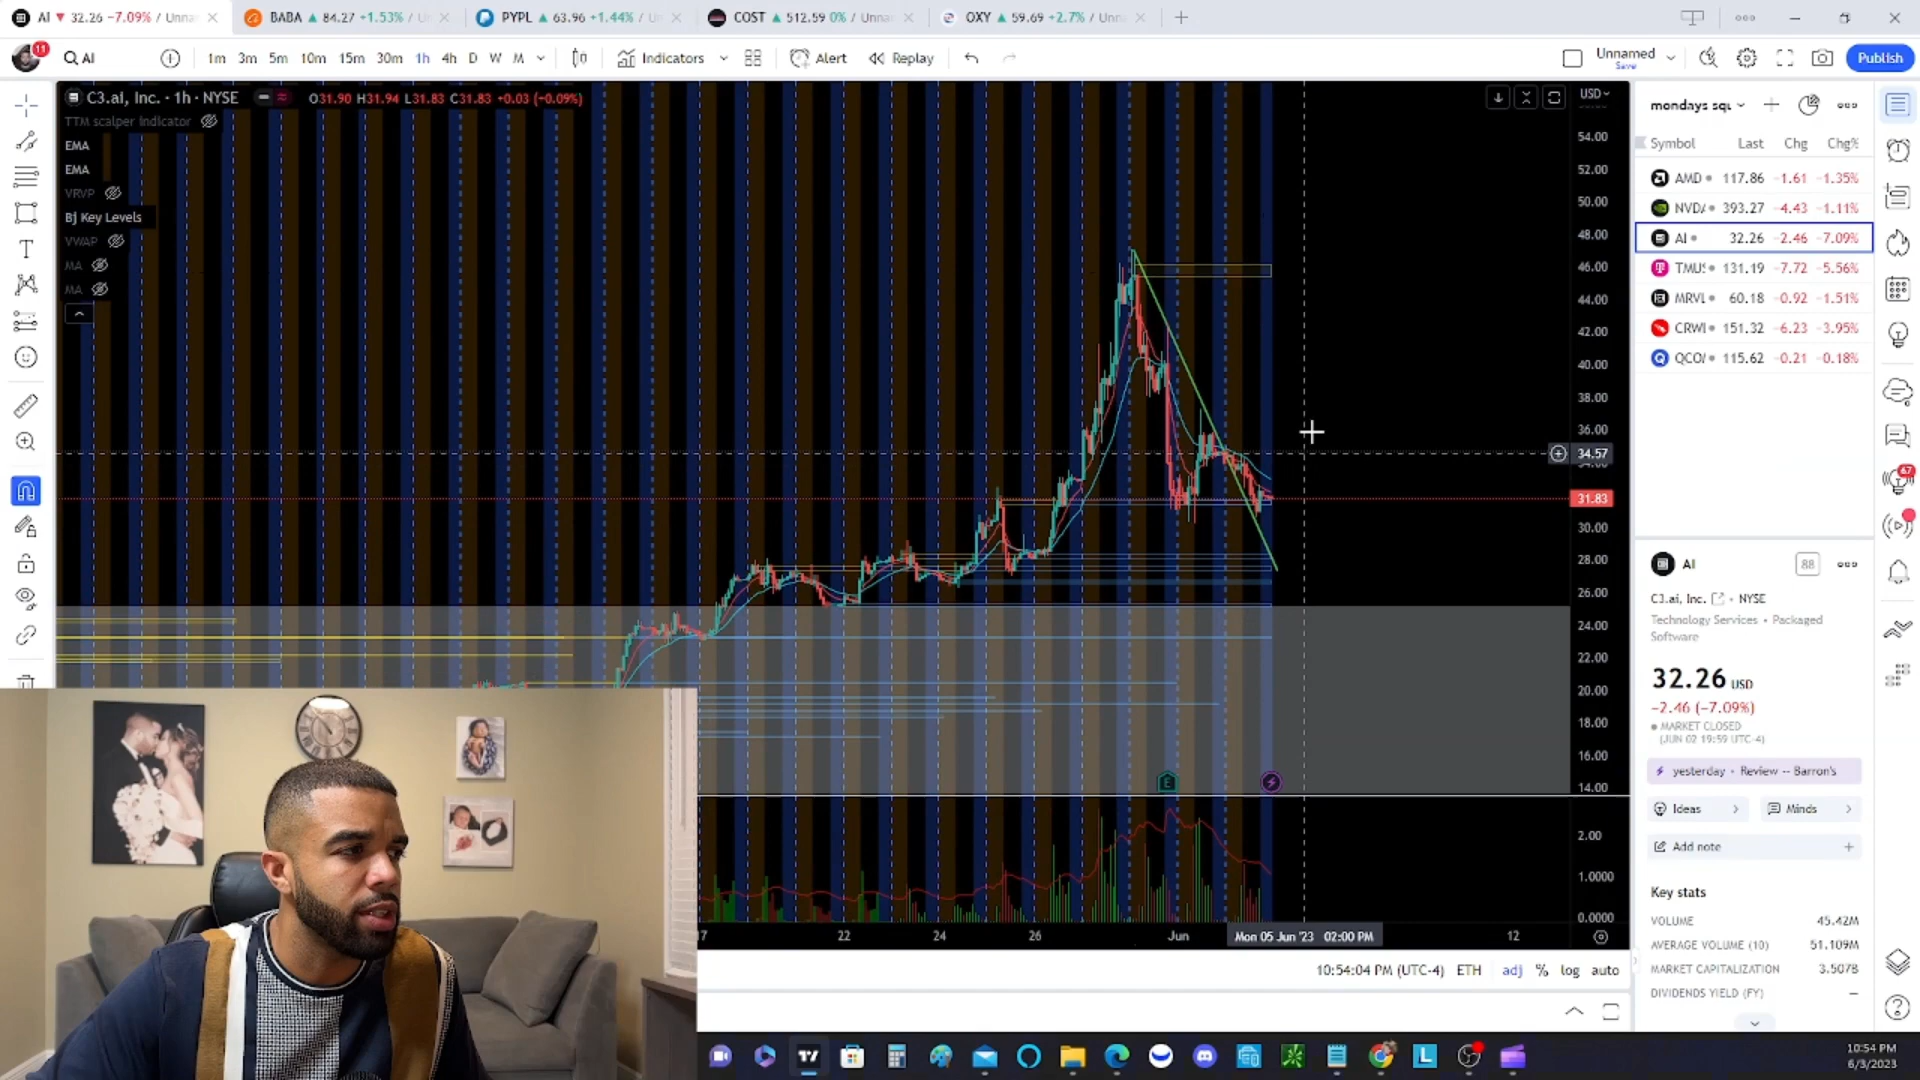 AI ▼ 32.26 -7.09% / Unna
BABA ▲ 84.27 +1.53% / U
PYPL ▲ 63.96 +1.44% / U
COST ▲ 512.59 0% / Unna
OXY ▲ 59.69 +2.7% / Unn
11
AI
1m 3m 5m 10m 15m 30m 1h 4h D W M
Indicators
Alert
Replay
Unnamed
Save
Publish
C3.ai, Inc. · 1h · NYSE
O31.90 H31.94 L31.83 C31.83 +0.03 (+0.09%)
TTM scalper indicator
EMA
EMA
VRVP
Bj Key Levels
VWAP
MA
MA
USD
54.00
52.00
50.00
48.00
46.00
44.00
42.00
40.00
38.00
36.00
34.57
31.83
30.00
28.00
26.00
24.00
22.00
20.00
18.00
16.00
14.00
2.00
1.0000
0.0000
E
17 22 24 26 Jun Mon 05 Jun '23 02:00 PM 12
10:54:04 PM (UTC-4) ETH adj % log auto
mondays squ
Symbol Last Chg Chg%
AMD 117.86 -1.61 -1.35%
NVD 393.27 -4.43 -1.11%
AI 32.26 -2.46 -7.09%
TMUS 131.19 -7.72 -5.56%
MRVL 60.18 -0.92 -1.51%
CRWI 151.32 -6.23 -3.95%
QCO 115.62 -0.21 -0.18%
AI
88
C3.ai, Inc. • NYSE
Technology Services • Packaged
Software
32.26 USD
-2.46 (-7.09%)
MARKET CLOSED
(JUN 02 19:59 UTC-4)
yesterday • Review -- Barron's
Ideas
Minds
Add note
Key stats
VOLUME 45.42M
AVERAGE VOLUME (10) 51.109M
MARKET CAPITALIZATION 3.507B
DIVIDENDS YIELD (FY) —
67
10:54 PM
6/3/2023